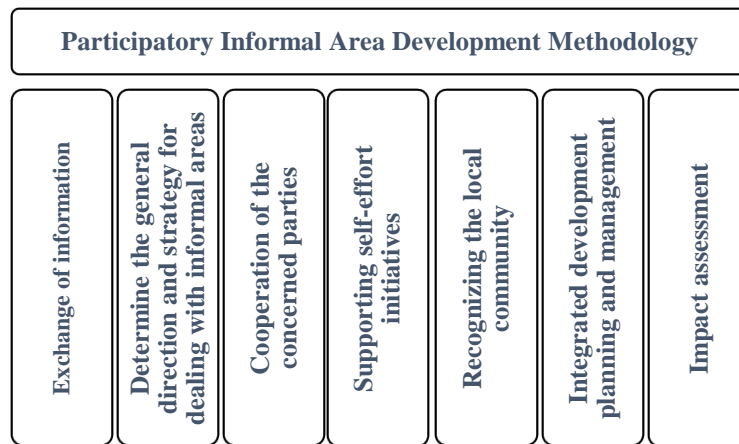 Participatory Informal Area Development Methodology
Exchange of information
Determine the general
direction and strategy for
dealing with informal areas
Cooperation of the
concerned parties
Supporting self-effort
initiatives
Recognizing the local
community
Integrated development
planning and management
Impact assessment